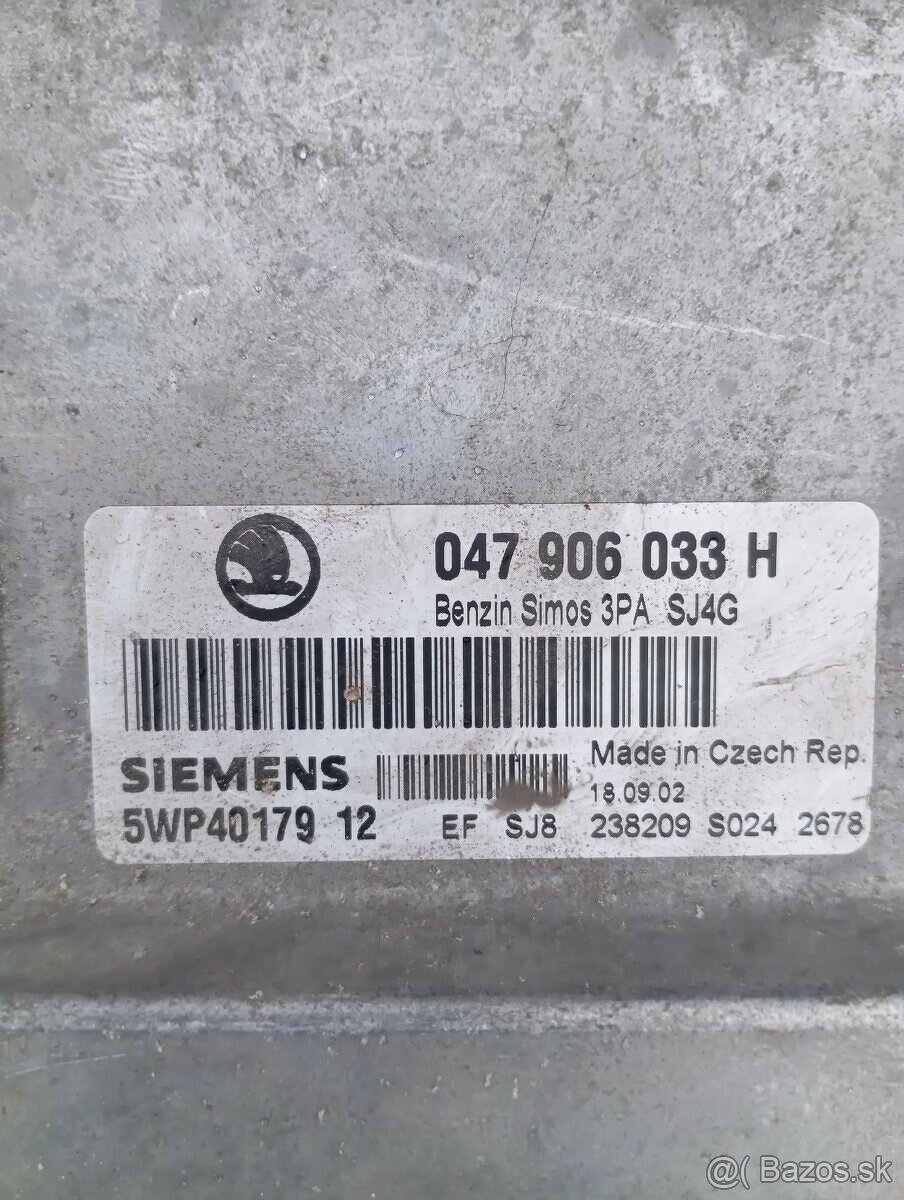 047 906 033 H
Benzin Simos 3PA SJ4G
SIEMENS
Made in Czech Rep.
18.09.02
5WP40179 12 EF SJ8 238209 S024 2678
@( Bazos.sk